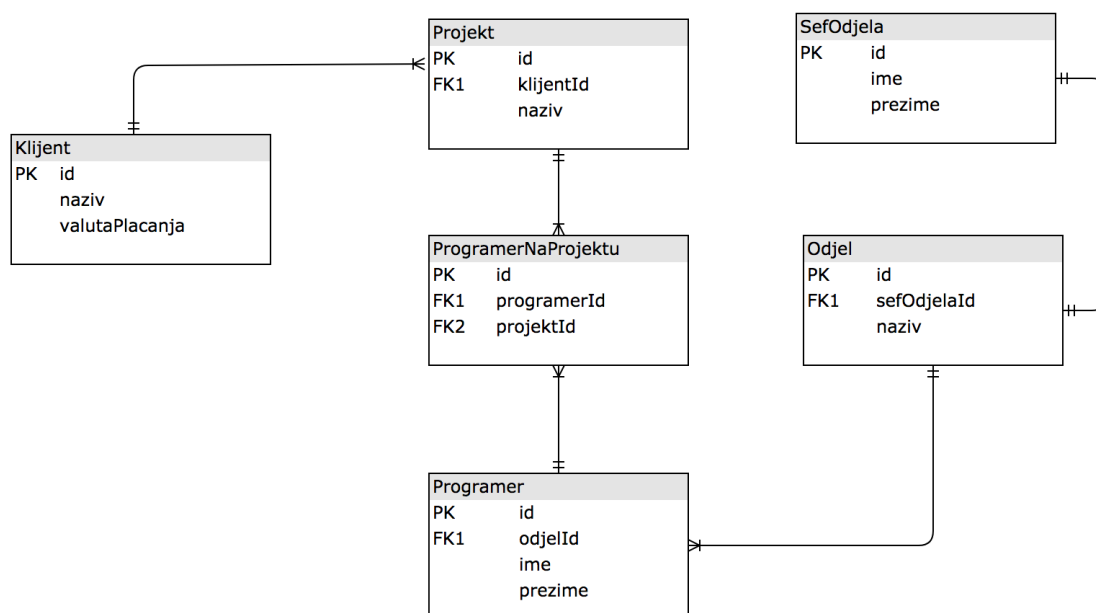 Projekt
PK id
FK1 klijentId
naziv
SefOdjela
PK id
ime
prezime
Klijent
PK id
naziv
valutaPlacanja
ProgramerNaProjektu
PK id
FK1 programerId
FK2 projektId
Odjel
PK id
FK1 sefOdjelaId
naziv
Programer
PK id
FK1 odjelId
ime
prezime